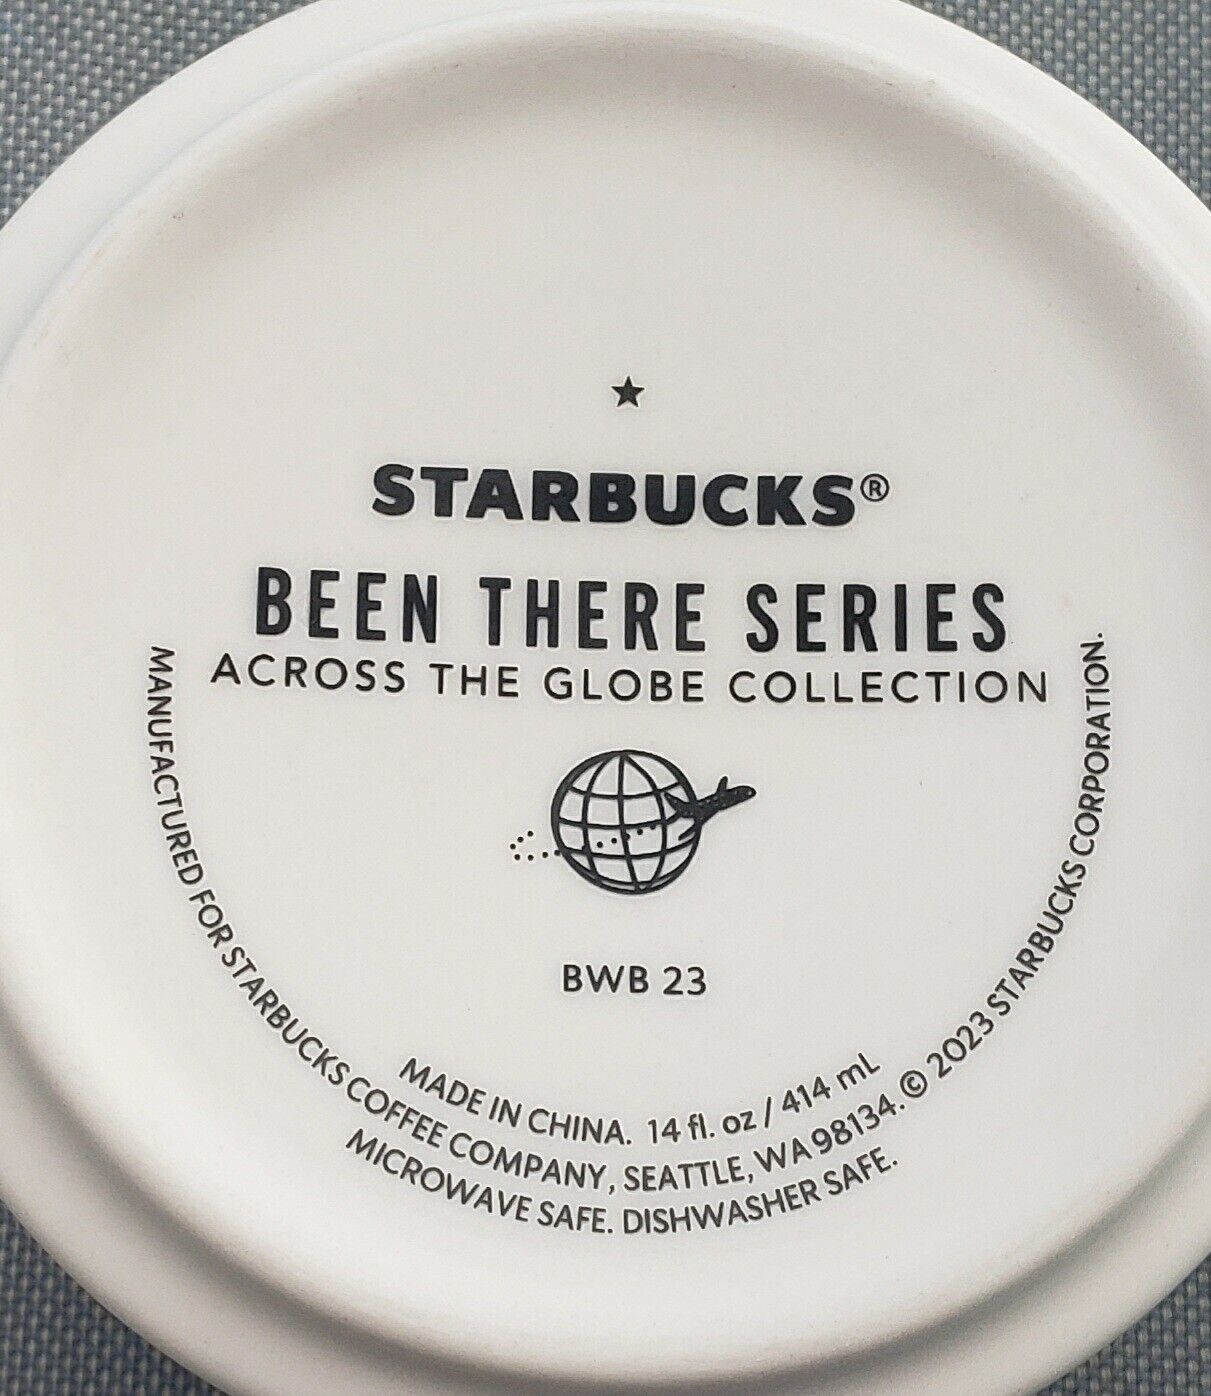 STARBUCKS®
BEEN THERE SERIES
ACROSS THE GLOBE COLLECTION
BWB 23
MADE IN CHINA. 14 fl. oz / 414 mL
MANUFACTURED FOR STARBUCKS COFFEE COMPANY, SEATTLE, WA 98134. © 2023 STARBUCKS CORPORATION.
MICROWAVE SAFE. DISHWASHER SAFE.